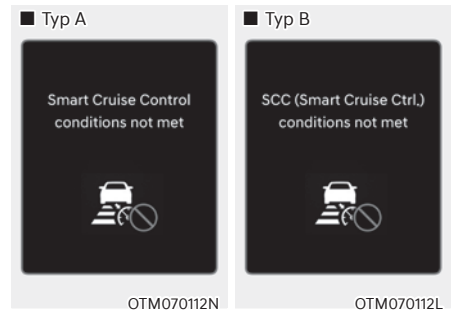 ■ Typ A
Smart Cruise Control
conditions not met
OTM070112N
■ Typ B
SCC (Smart Cruise Ctrl.)
conditions not met
OTM070112L